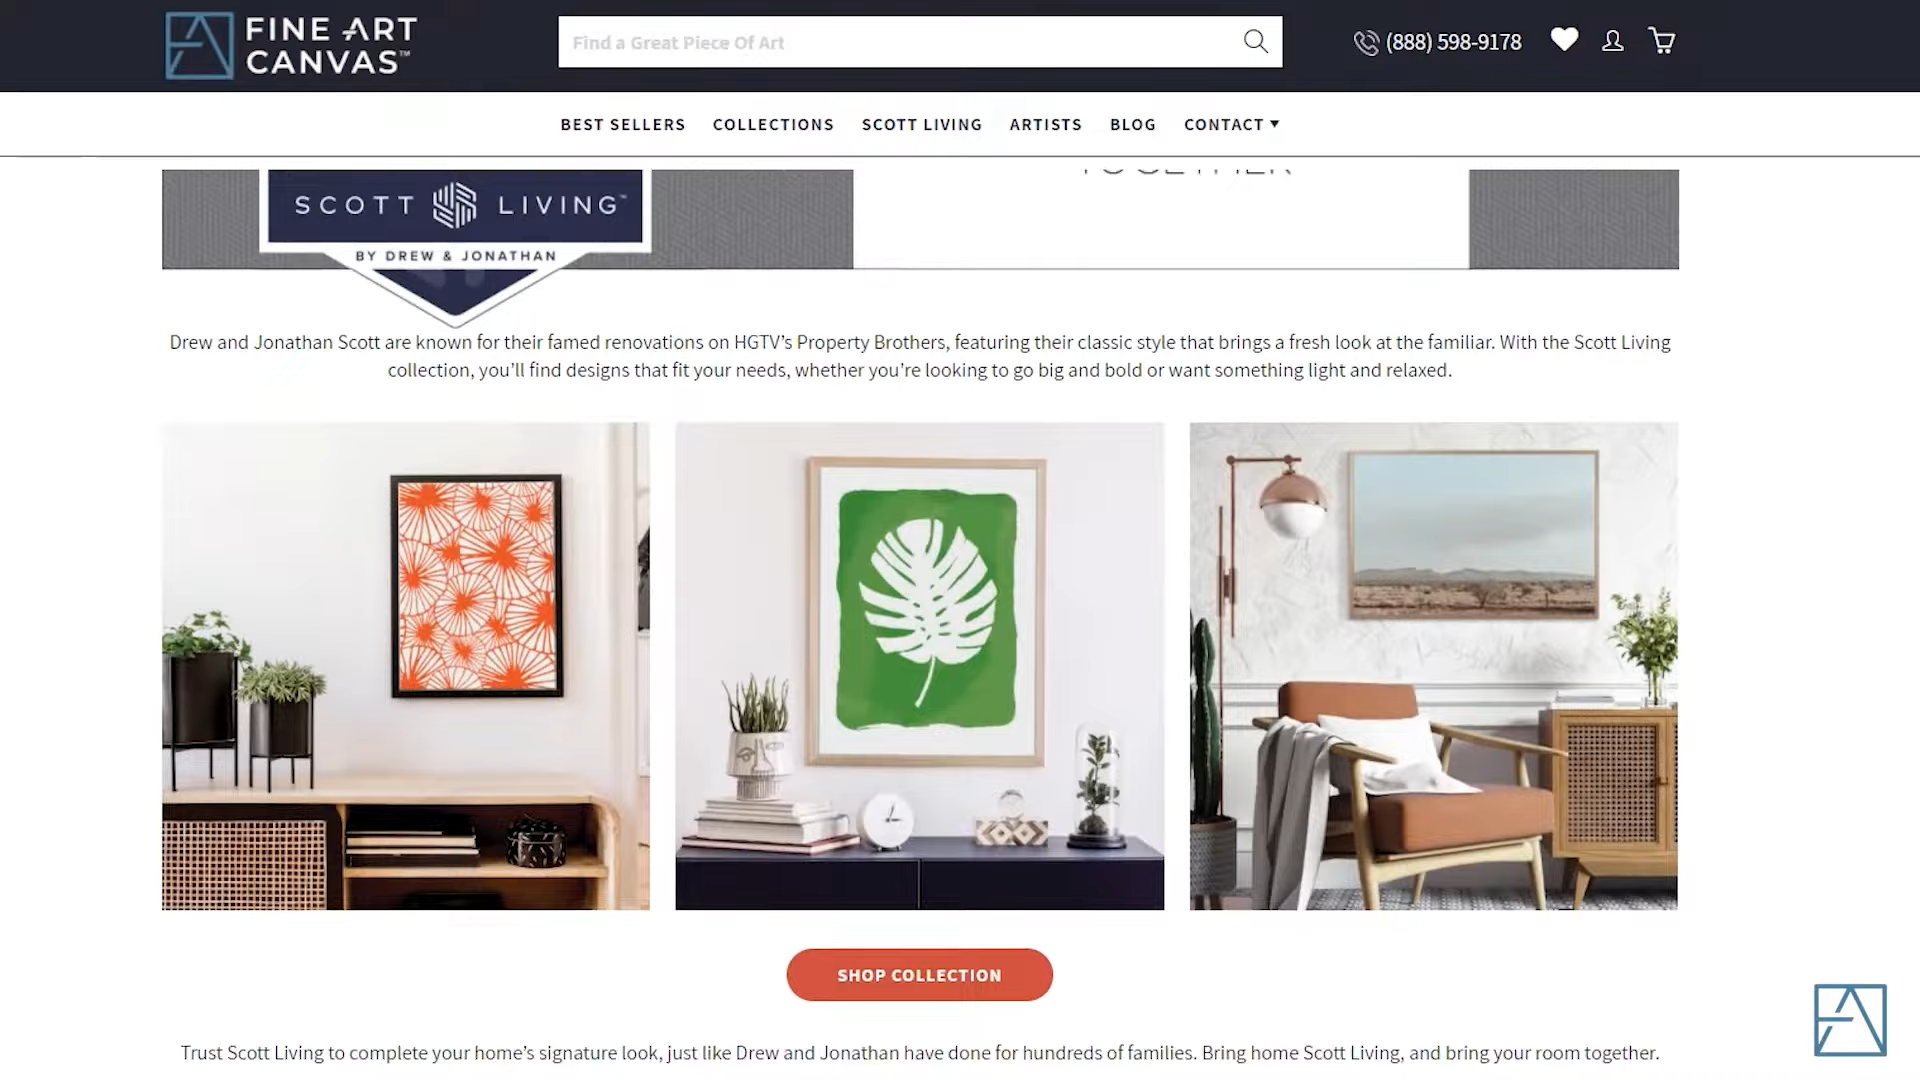 FINE ART
CANVAS™
Find a Great Piece Of Art
(888) 598-9178
BEST SELLERS
COLLECTIONS
SCOTT LIVING
ARTISTS
BLOG
CONTACT
TOGETHER
SCOTT LIVING™
BY DREW & JONATHAN
Drew and Jonathan Scott are known for their famed renovations on HGTV’s Property Brothers, featuring their classic style that brings a fresh look at the familiar. With the Scott Living
collection, you’ll find designs that fit your needs, whether you’re looking to go big and bold or want something light and relaxed.
SHOP COLLECTION
Trust Scott Living to complete your home’s signature look, just like Drew and Jonathan have done for hundreds of families. Bring home Scott Living, and bring your room together.